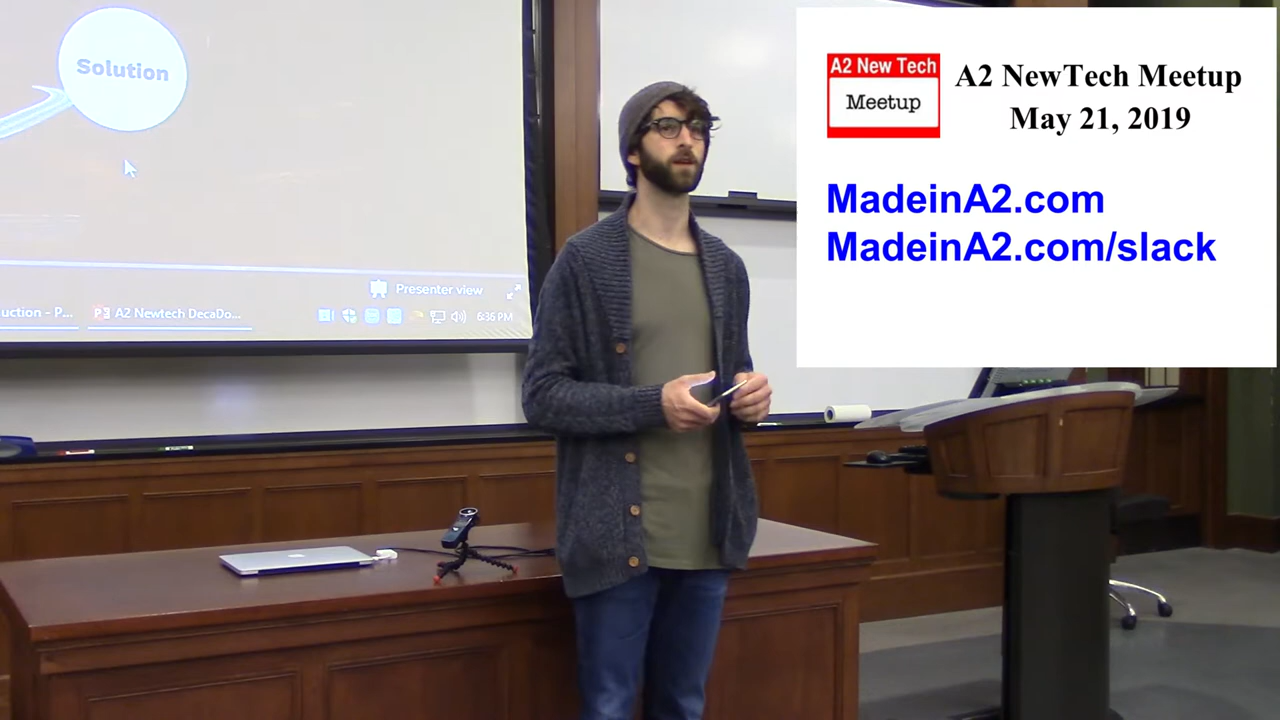 Solution
Presenter view
uction - P...
A2 Newtech DecaDo...
6:36 PM
A2 New Tech
Meetup
A2 NewTech Meetup
May 21, 2019
MadeinA2.com
MadeinA2.com/slack